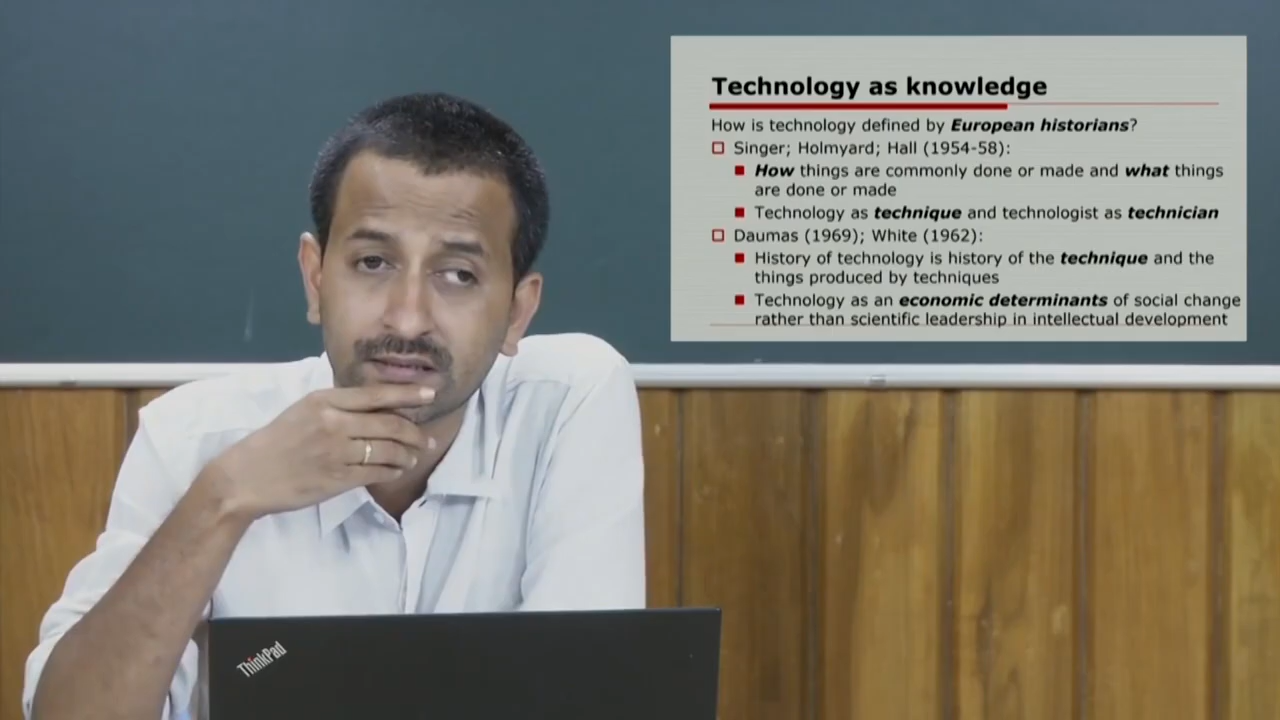 Technology as knowledge
How is technology defined by European historians?
Singer; Holmyard; Hall (1954-58):
How things are commonly done or made and what things
are done or made
Technology as technique and technologist as technician
Daumas (1969); White (1962):
History of technology is history of the technique and the
things produced by techniques
Technology as an economic determinants of social change
rather than scientific leadership in intellectual development
ThinkPad